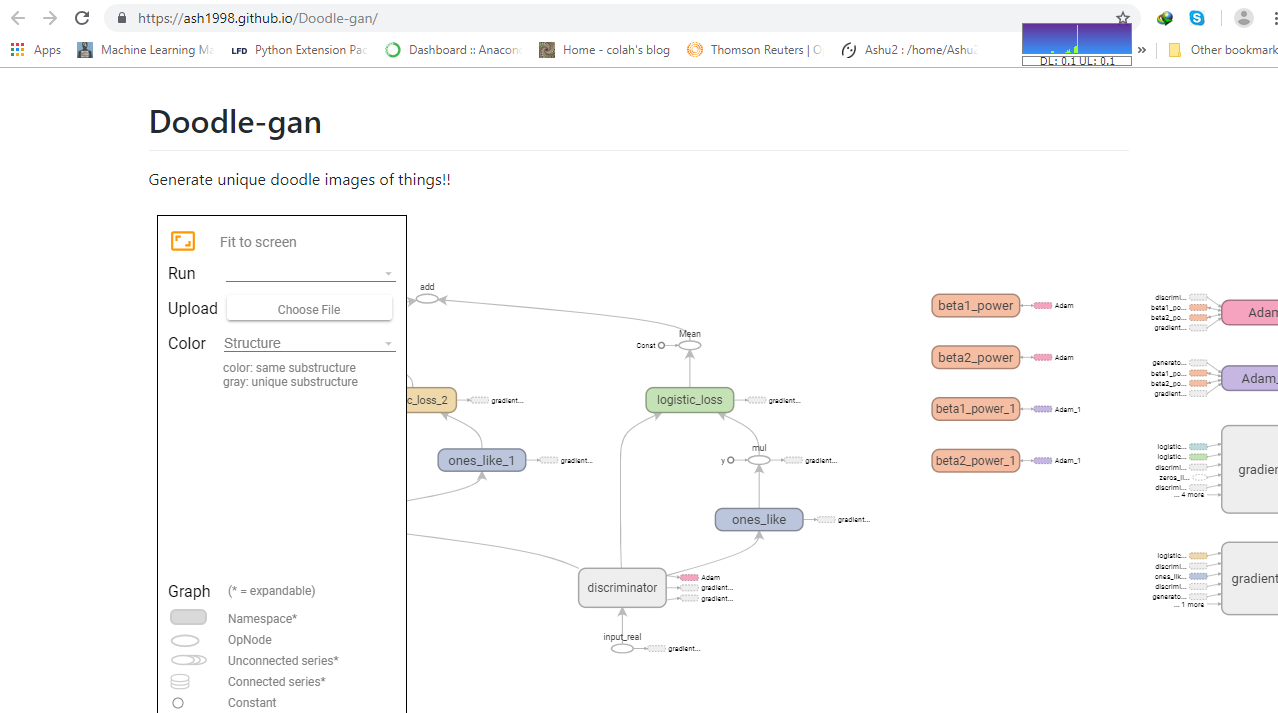 https://ash1998.github.io/Doodle-gan/
Apps
Machine Learning Ma
LFD Python Extension Pac
Dashboard :: Anacon
Home - colah's blog
Thomson Reuters | O
Ashu2 : /home/Ashu2
»
Other bookmark
DL: 0.1 UL: 0.1
Doodle-gan
Generate unique doodle images of things!!
Fit to screen
Run
Upload Choose File
Color Structure
color: same substructure
gray: unique substructure
Graph (* = expandable)
Namespace*
OpNode
Unconnected series*
Connected series*
Constant
add
Mean
Const
c_loss_2
gradient...
logistic_loss
gradient...
ones_like_1
gradient...
mul
y
gradient...
ones_like
gradient...
discriminator
Adam
gradient...
gradient...
input_real
gradient...
beta1_power
Adam
beta2_power
Adam
beta1_power_1
Adam_1
beta2_power_1
Adam_1
discrimi...
beta1_po...
beta2_po...
gradient...
Adam
generato...
beta1_po...
beta2_po...
gradient...
Adam_
logistic...
logistic...
discrimi...
zeros_li...
discrimi...
... 4 more
gradien
logistic...
discrimi...
ones_lik...
discrimi...
generato...
... 1 more
gradient